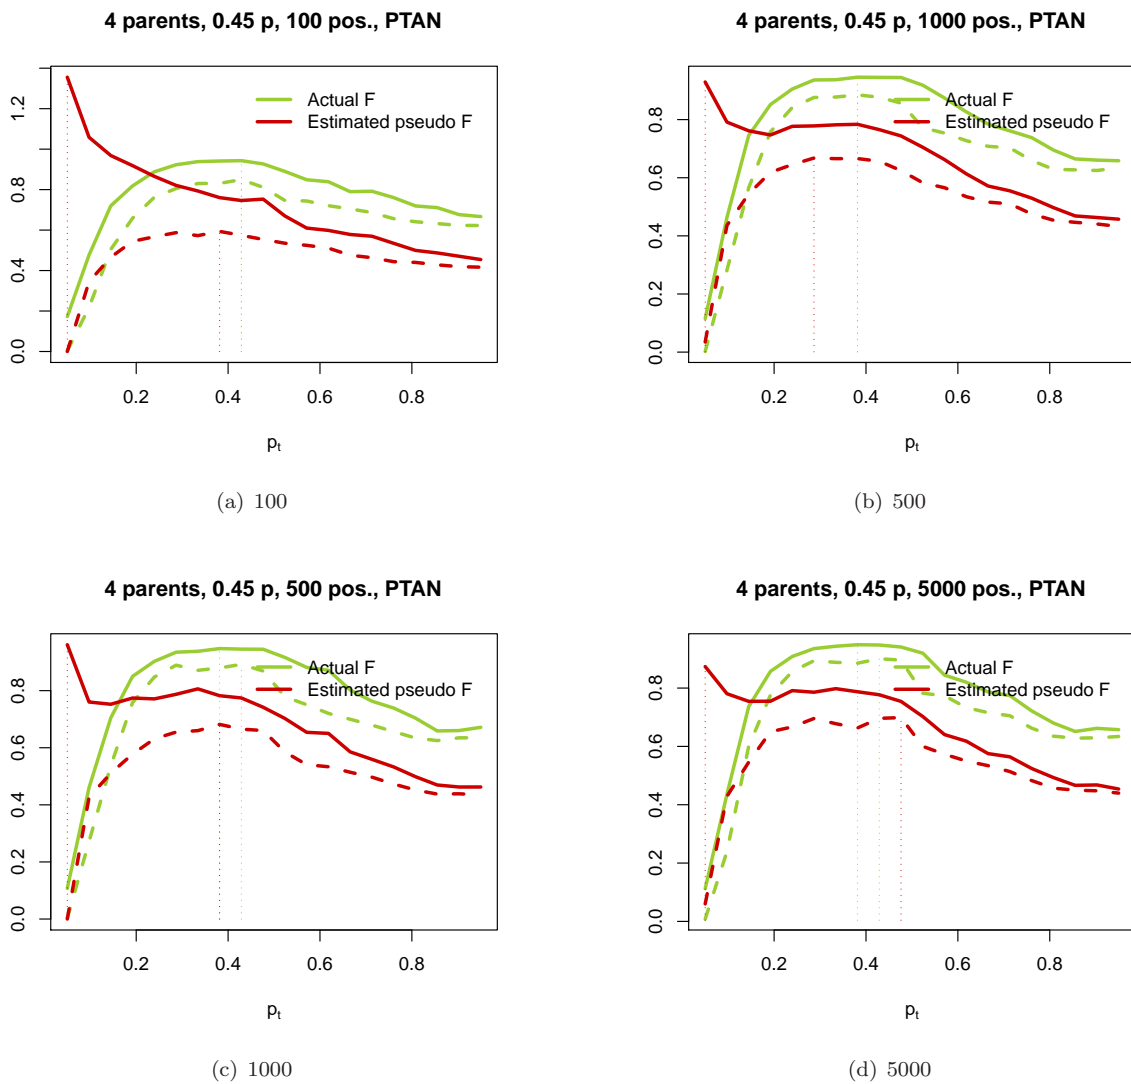 4 parents, 0.45 p, 100 pos., PTAN
Actual F
Estimated pseudo F
0.0
0.4
0.8
1.2
0.2 0.4 0.6 0.8
pt
(a) 100
4 parents, 0.45 p, 1000 pos., PTAN
Actual F
Estimated pseudo F
0.0
0.2
0.4
0.6
0.8
0.2 0.4 0.6 0.8
pt
(b) 500
4 parents, 0.45 p, 500 pos., PTAN
Actual F
Estimated pseudo F
0.0
0.2
0.4
0.6
0.8
0.2 0.4 0.6 0.8
pt
(c) 1000
4 parents, 0.45 p, 5000 pos., PTAN
Actual F
Estimated pseudo F
0.0
0.2
0.4
0.6
0.8
0.2 0.4 0.6 0.8
pt
(d) 5000